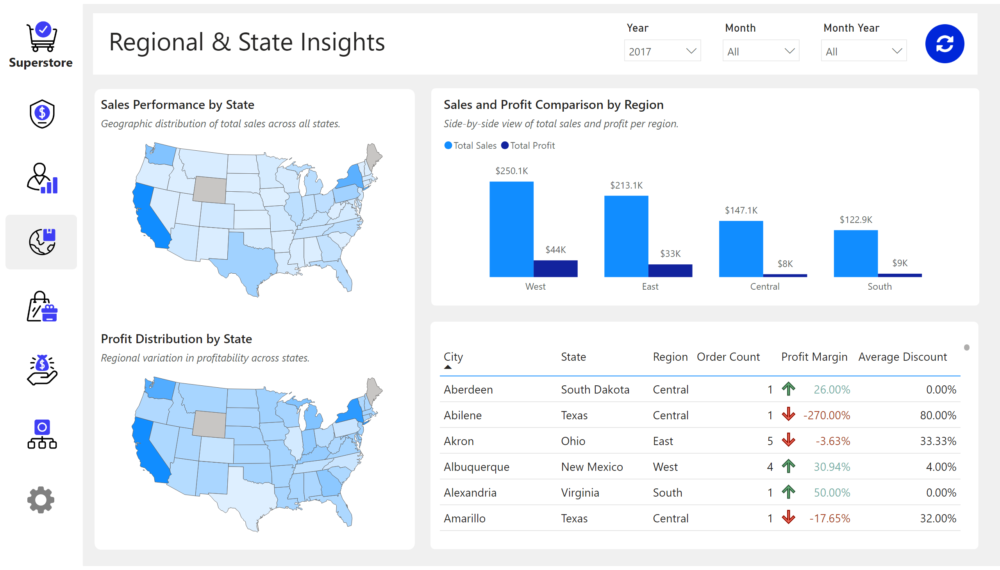 Superstore
Regional & State Insights
Year
Month
Month Year
2017
All
All
Sales Performance by State
Geographic distribution of total sales across all states.
Profit Distribution by State
Regional variation in profitability across states.
Sales and Profit Comparison by Region
Side-by-side view of total sales and profit per region.
Total Sales
Total Profit
$250.1K
$44K
$213.1K
$33K
$147.1K
$8K
$122.9K
$9K
West
East
Central
South
City State Region Order Count Profit Margin Average Discount
Aberdeen South Dakota Central 1 26.00% 0.00%
Abilene Texas Central 1 -270.00% 80.00%
Akron Ohio East 5 -3.63% 33.33%
Albuquerque New Mexico West 4 30.94% 4.00%
Alexandria Virginia South 1 50.00% 0.00%
Amarillo Texas Central 1 -17.65% 32.00%